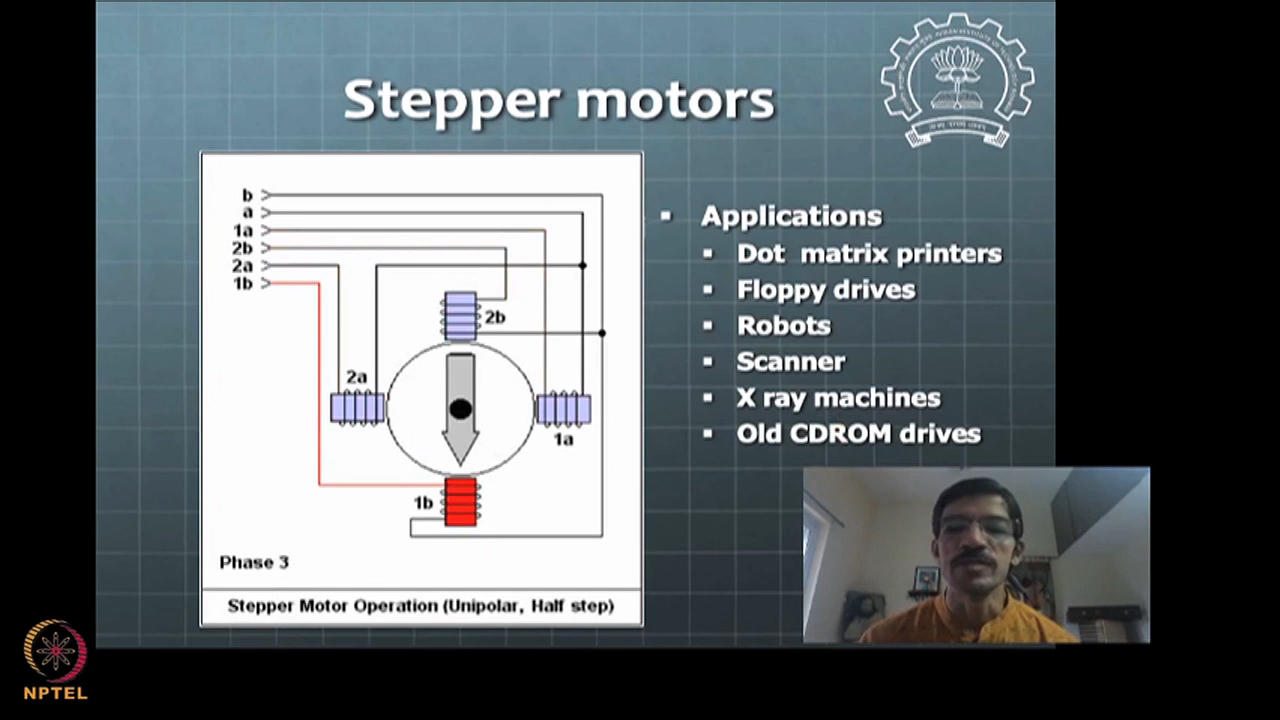 Stepper motors
b
a
1a
2b
2a
1b
2b
2a
1a
1b
Phase 3
Stepper Motor Operation (Unipolar, Half step)
Applications
Dot matrix printers
Floppy drives
Robots
Scanner
X ray machines
Old CDROM drives
NPTEL